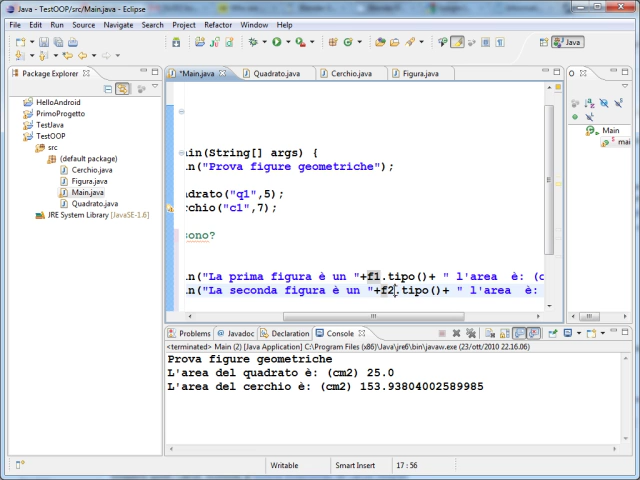 Java - TestOOP/src/Main.java - Eclipse
File Edit Run Source Navigate Search Project Refactor Window Help
Java
Package Explorer
*Main.java
Quadrato.java
Cerchio.java
Figura.java
O
HelloAndroid
PrimoProgetto
TestJava
TestOOP
src
(default package)
Cerchio.java
Figura.java
Main.java
Quadrato.java
JRE System Library [JavaSE-1.6]
ain(String[] args) {
ln("Prova figure geometriche");
adrato("q1",5);
rchio("c1",7);
sono?
ln("La prima figura è un "+f1.tipo()+ " l'area è: (c
ln("La seconda figura è un "+f2.tipo()+ " l'area è:
Main
mai
Problems Javadoc Declaration Console
<terminated> Main (2) [Java Application] C:\Program Files (x86)\Java\jre6\bin\javaw.exe (23/ott/2010 22.16.06)
Prova figure geometriche
L'area del quadrato è: (cm2) 25.0
L'area del cerchio è: (cm2) 153.93804002589985
Writable Smart Insert 17 : 56